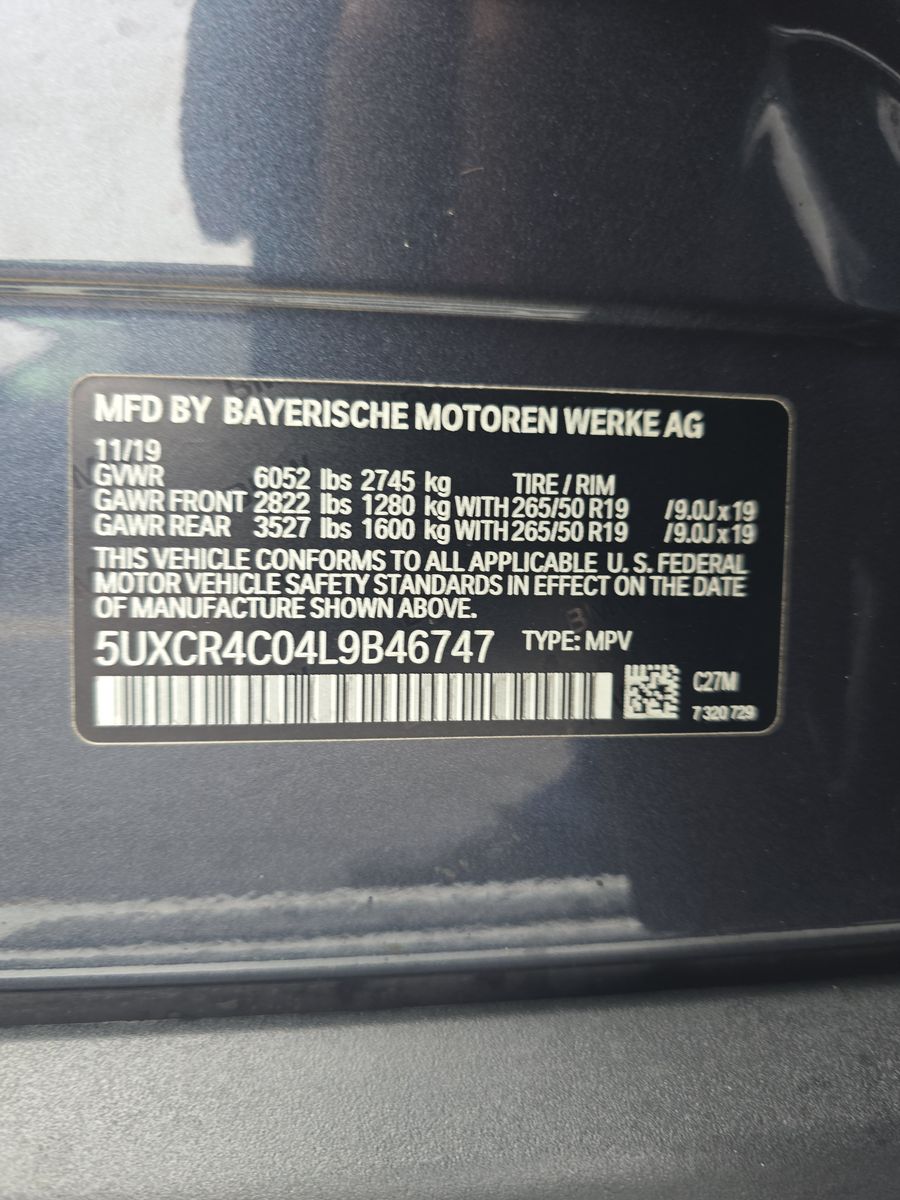 MFD BY BAYERISCHE MOTOREN WERKE AG
11/19
GVWR 6052 lbs 2745 kg TIRE / RIM
GAWR FRONT 2822 lbs 1280 kg WITH 265/50 R19 /9.0J x 19
GAWR REAR 3527 lbs 1600 kg WITH 265/50 R19 /9.0J x 19
THIS VEHICLE CONFORMS TO ALL APPLICABLE U. S. FEDERAL
MOTOR VEHICLE SAFETY STANDARDS IN EFFECT ON THE DATE
OF MANUFACTURE SHOWN ABOVE.
5UXCR4C04L9B46747 TYPE: MPV
C27M
7 320 729